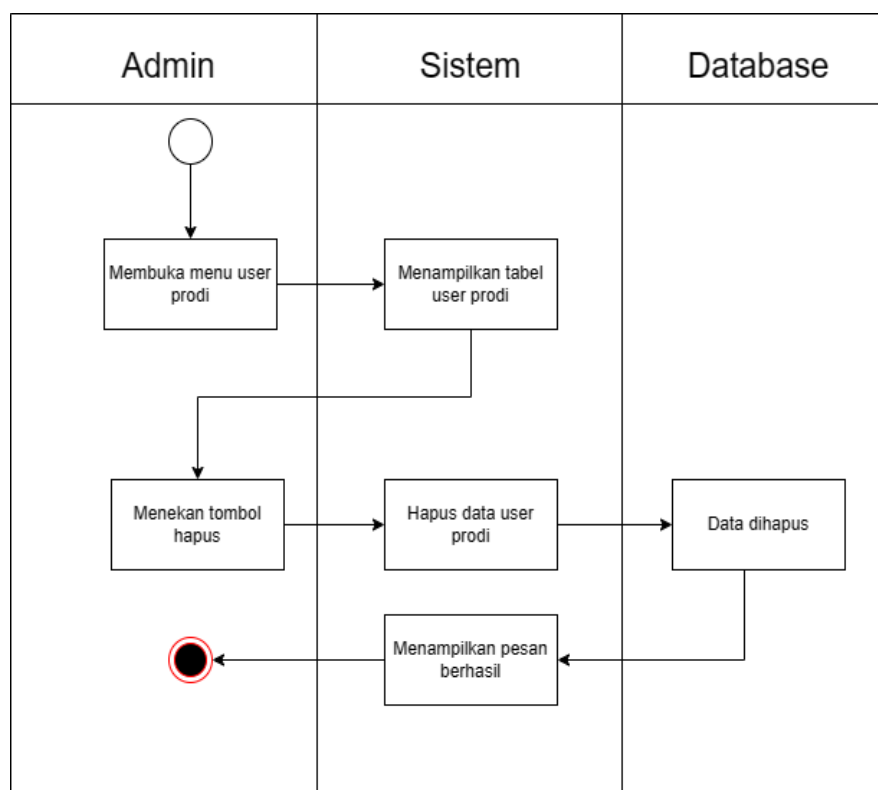 Admin
Sistem
Database
Membuka menu user
prodi
Menampilkan tabel
user prodi
Menekan tombol
hapus
Hapus data user
prodi
Data dihapus
Menampilkan pesan
berhasil